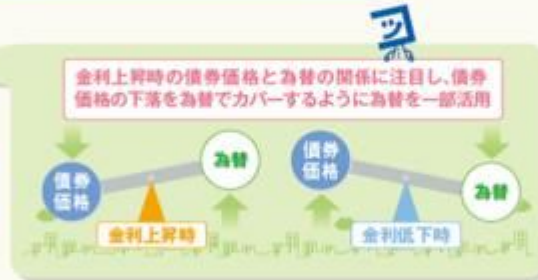 金利上昇時の債券価格と為替の関係に注目し、債券
価格の下落を為替でカバーするように為替を一部活用
債券
価格
為替
金利上昇時
債券
価格
為替
金利低下時